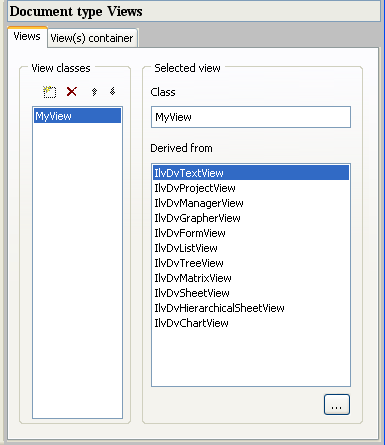 Document type Views
Views
View(s) container
View classes
MyView
Selected view
Class
MyView
Derived from
IlvDvTextView
IlvDvProjectView
IlvDvManagerView
IlvDvGrapherView
IlvDvFormView
IlvDvListView
IlvDvTreeView
IlvDvMatrixView
IlvDvSheetView
IlvDvHierarchicalSheetView
IlvDvChartView
...